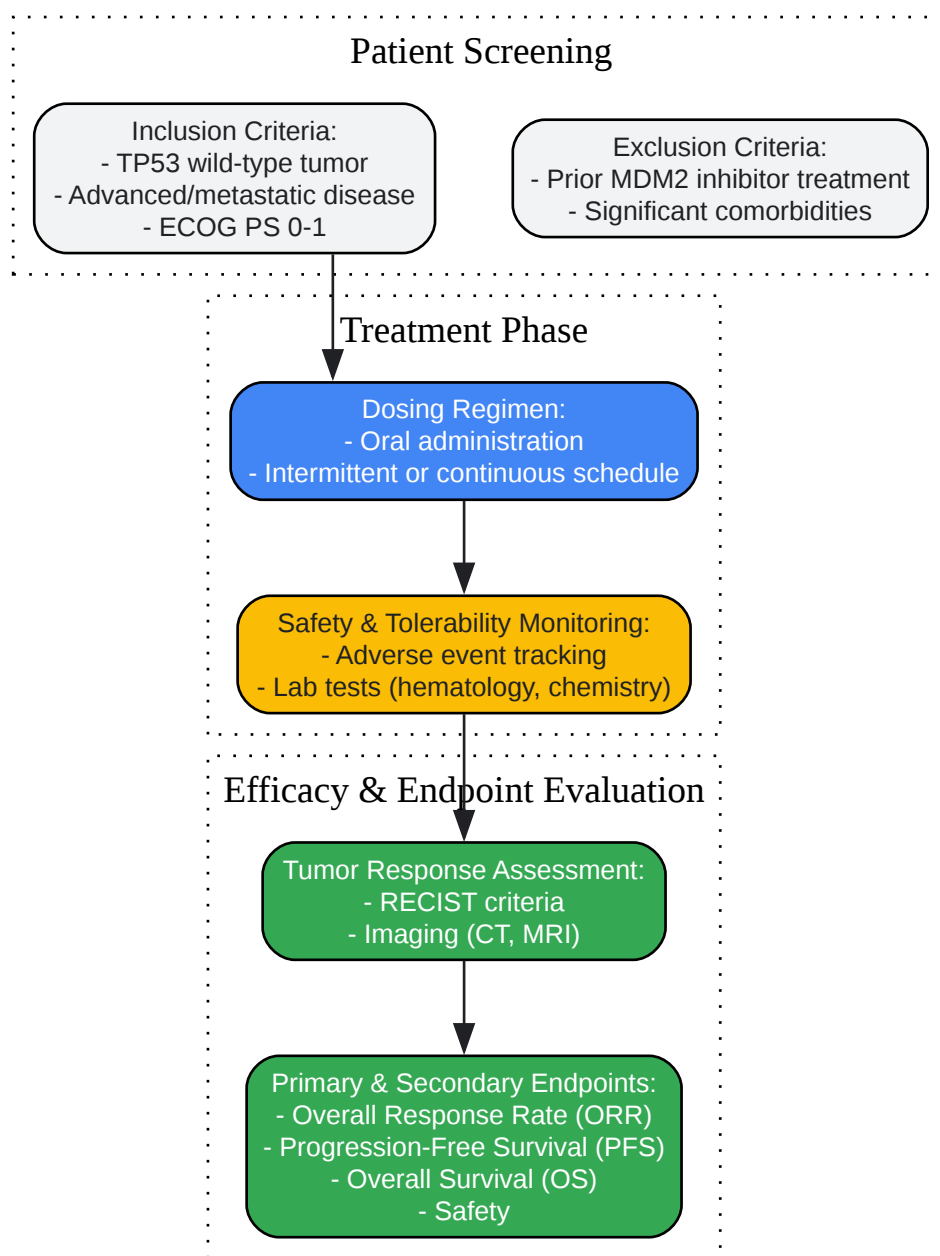 Patient Screening
Inclusion Criteria:
- TP53 wild-type tumor
- Advanced/metastatic disease
- ECOG PS 0-1
Exclusion Criteria:
- Prior MDM2 inhibitor treatment
- Significant comorbidities
Treatment Phase
Dosing Regimen:
- Oral administration
- Intermittent or continuous schedule
Safety & Tolerability Monitoring:
- Adverse event tracking
- Lab tests (hematology, chemistry)
Efficacy & Endpoint Evaluation
Tumor Response Assessment:
- RECIST criteria
- Imaging (CT, MRI)
Primary & Secondary Endpoints:
- Overall Response Rate (ORR)
- Progression-Free Survival (PFS)
- Overall Survival (OS)
- Safety